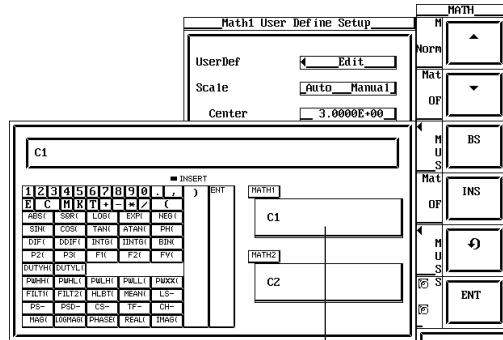 MATH
Math1 User Define Setup
M
Norm
UserDef
Edit
Mat
OF
Scale
Auto
Manual
Center
3.0000E+00
M
U
S
BS
C1
INSERT
Mat
OF
INS
1 2 3 4 5 6 7 8 9 0 . , ) ENT
E C M K T + - * / (
ABS( SQR( LOG( EXP( NEG(
SIN( COS( TAN( ATAN( PH(
DIF( DDIF( INTG( IINTG( BIN(
P2( P3( F1( F2( FV(
DUTYH( DUTYL(
PWHH( PWHL( PWLH( PWLL( PWXX(
FILT1( FILT2( HLBT( MEAN( LS-
PS- PSD- CS- TF- CH-
MAG( LOGMAG( PHASE( REAL( IMAG(
MATH1
C1
MATH2
C2
M
U
S
S
ENT